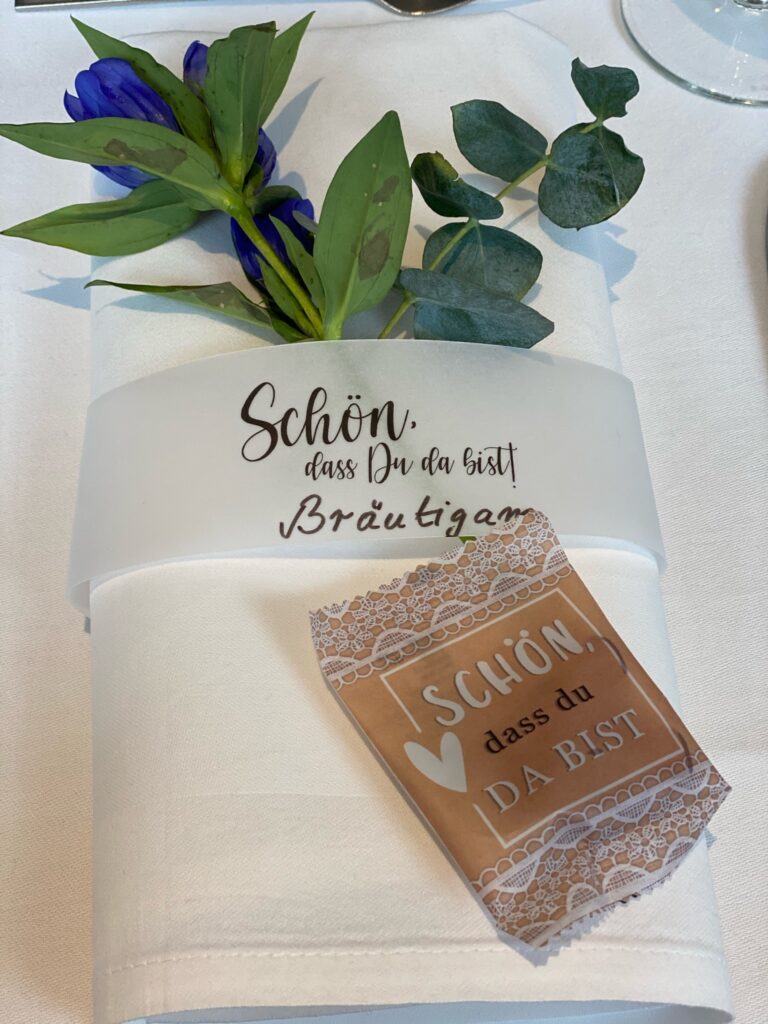 Schön,
dass Du da bist!
Bräutigam
SCHÖN,
dass du
DA BIST